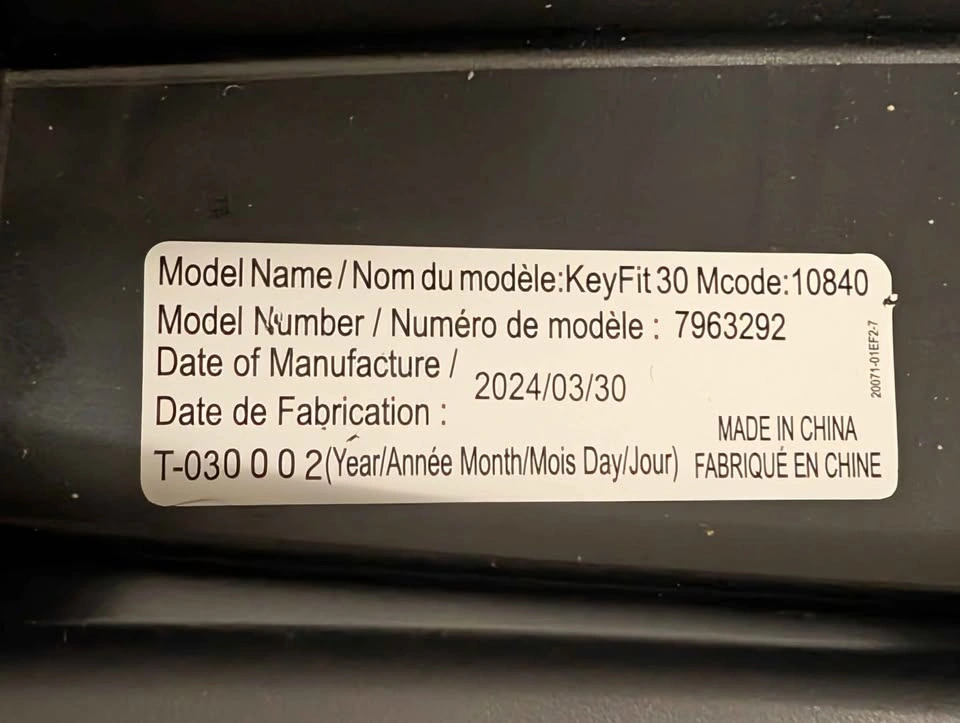 Model Name / Nom du modèle:KeyFit 30 Mcode:10840
Model Number / Numéro de modèle : 7963292
Date of Manufacture /
Date de Fabrication :
2024/03/30
T-030 0 0 2(Year/Année Month/Mois Day/Jour)
MADE IN CHINA
FABRIQUÉ EN CHINE
20071-01EF2-7